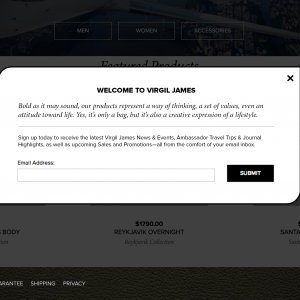 MEN WOMEN ACCESSORIES
Featured Products
WELCOME TO VIRGIL JAMES
Bold as it may sound, our products represent a way of thinking, a set of values, even an
attitude toward life. Yes, it's only a bag, but it's also a creative expression of a lifestyle.
Sign up today to receive the latest Virgil James News & Events, Ambassador Travel Tips & Journal
Highlights, as well as upcoming Sales and Promotions—all from the comfort of your email inbox.
Email Address:
SUBMIT
$1790.00
BODY REYKJAVIK OVERNIGHT SANTA
Reykjavik Collection
SHIPPING PRIVACY